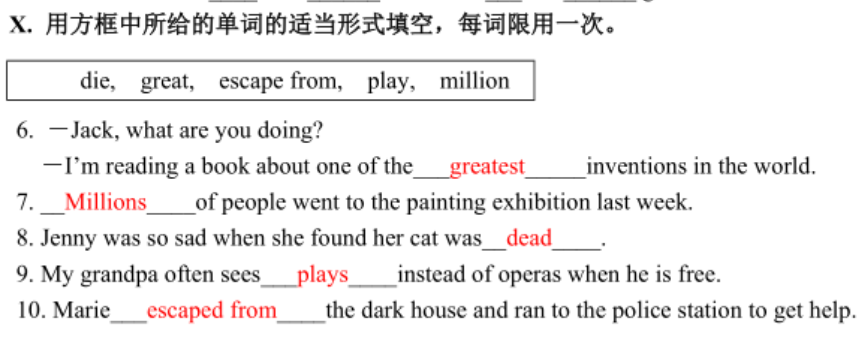 X. 用方框中所给的单词的适当形式填空，每词限用一次。
die, great, escape from, play, million
6. －Jack, what are you doing?
－I'm reading a book about one of the___greatest_____inventions in the world.
7. __Millions____of people went to the painting exhibition last week.
8. Jenny was so sad when she found her cat was__dead____.
9. My grandpa often sees___plays____instead of operas when he is free.
10. Marie___escaped from____the dark house and ran to the police station to get help.